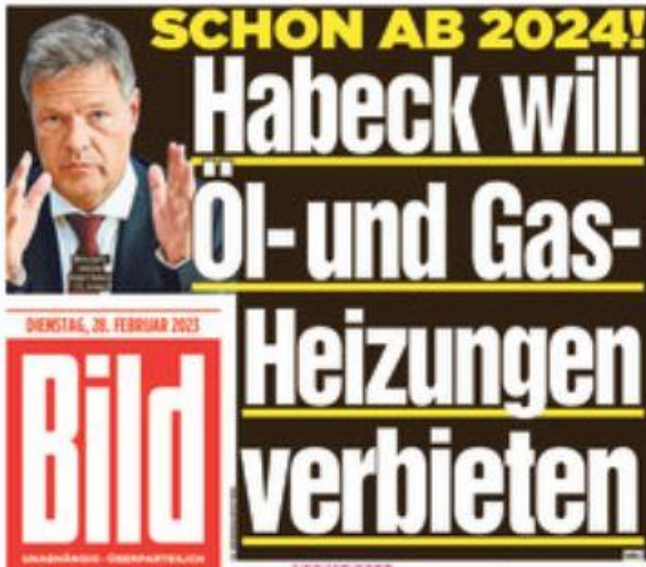 SCHON AB 2024!
Habeck will
Öl- und Gas-
Heizungen
verbieten
DIENSTAG, 28. FEBRUAR 2023
Bild
UNABHÄNGIG · ÜBERPARTEILICH